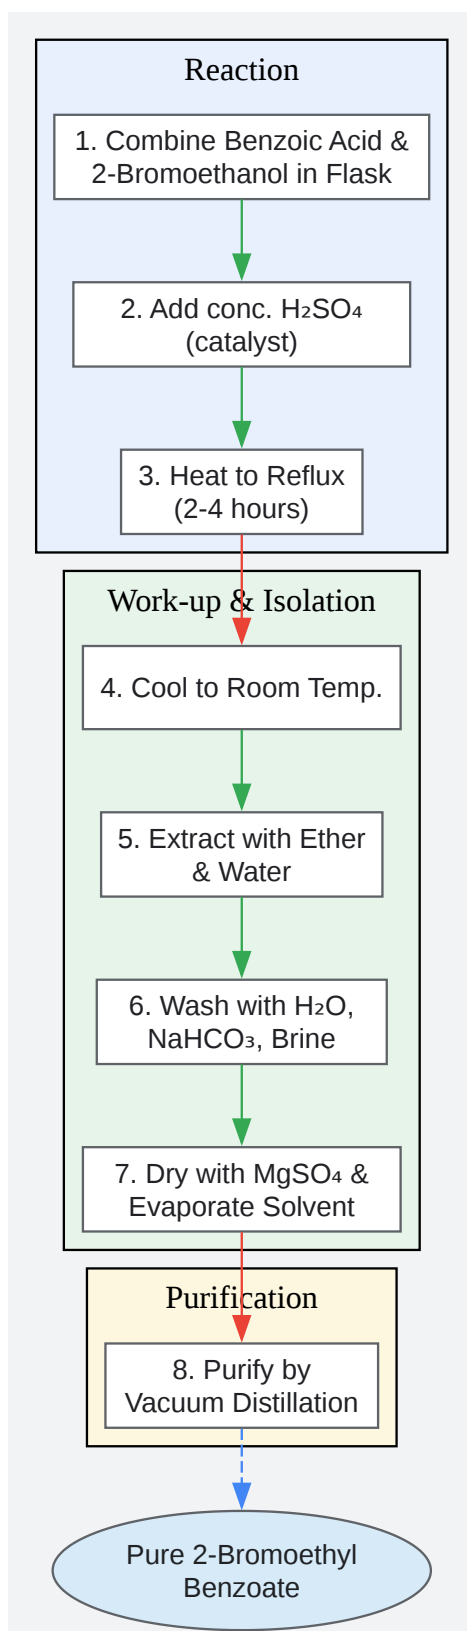 Reaction
1. Combine Benzoic Acid &
2-Bromoethanol in Flask
2. Add conc. H₂SO₄
(catalyst)
3. Heat to Reflux
(2-4 hours)
Work-up & Isolation
4. Cool to Room Temp.
5. Extract with Ether
& Water
6. Wash with H₂O,
NaHCO₃, Brine
7. Dry with MgSO₄ &
Evaporate Solvent
Purification
8. Purify by
Vacuum Distillation
Pure 2-Bromoethyl
Benzoate